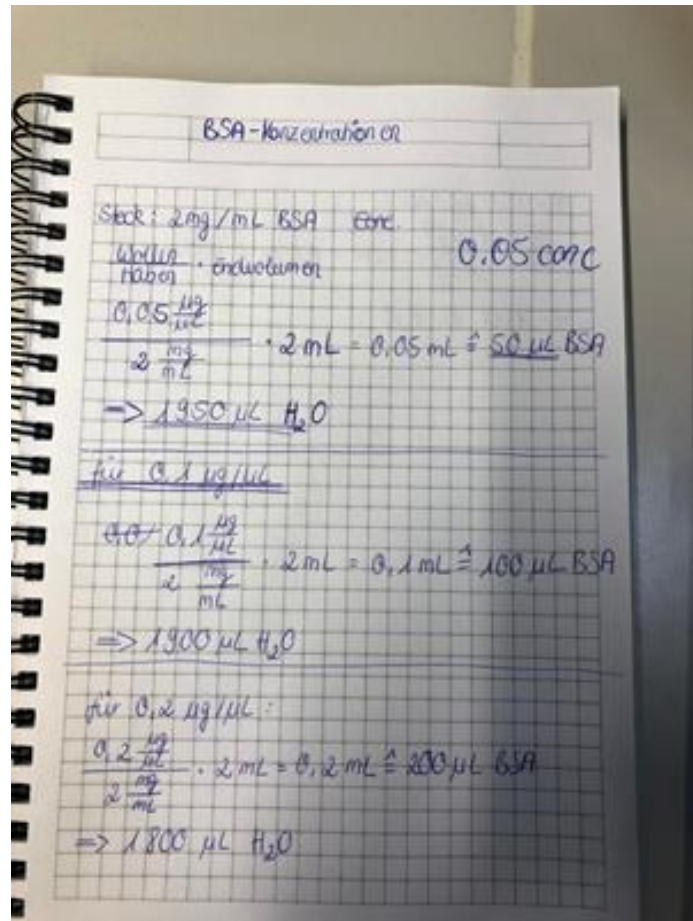 BSA-Konzentrationen
Stock: 2mg/mL BSA conc.
0.05 conc
Wollen
Haben · Endvolumen
0,05 µg/µL
2 mg/mL · 2 mL = 0,05 mL ≙ 50 µL BSA
=> 1950 µL H₂O
für 0,1 µg/µL
0,1 µg/µL
2 mg/mL · 2 mL = 0,1 mL ≙ 100 µL BSA
=> 1900 µL H₂O
für 0,2 µg/µL:
0,2 µg/µL
2 mg/mL · 2 mL = 0,2 mL ≙ 200 µL BSA
=> 1800 µL H₂O